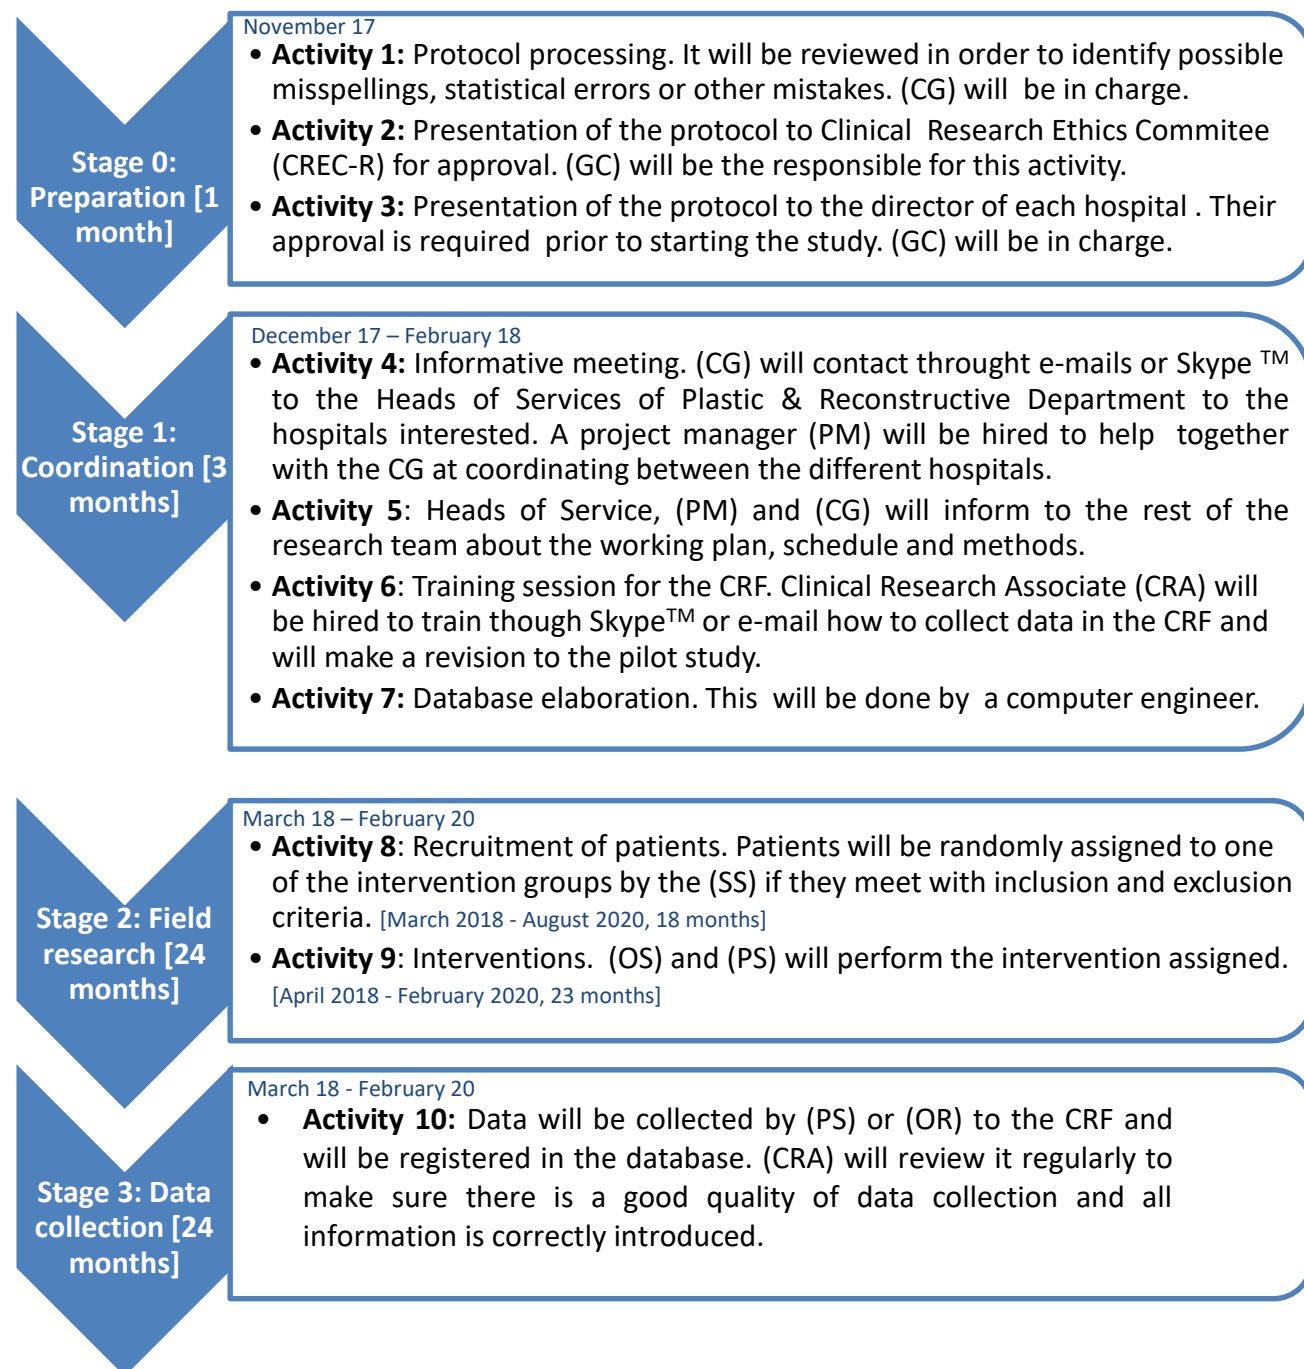 November 17
• Activity 1: Protocol processing. It will be reviewed in order to identify possible
misspellings, statistical errors or other mistakes. (CG) will be in charge.
• Activity 2: Presentation of the protocol to Clinical Research Ethics Commitee
(CREC-R) for approval. (GC) will be the responsible for this activity.
• Activity 3: Presentation of the protocol to the director of each hospital . Their
approval is required prior to starting the study. (GC) will be in charge.
Stage 0:
Preparation [1
month]
December 17 – February 18
• Activity 4: Informative meeting. (CG) will contact throught e-mails or Skype ™
to the Heads of Services of Plastic & Reconstructive Department to the
hospitals interested. A project manager (PM) will be hired to help together
with the CG at coordinating between the different hospitals.
• Activity 5: Heads of Service, (PM) and (CG) will inform to the rest of the
research team about the working plan, schedule and methods.
• Activity 6: Training session for the CRF. Clinical Research Associate (CRA) will
be hired to train though Skype™ or e-mail how to collect data in the CRF and
will make a revision to the pilot study.
• Activity 7: Database elaboration. This will be done by a computer engineer.
Stage 1:
Coordination [3
months]
March 18 – February 20
• Activity 8: Recruitment of patients. Patients will be randomly assigned to one
of the intervention groups by the (SS) if they meet with inclusion and exclusion
criteria. [March 2018 - August 2020, 18 months]
• Activity 9: Interventions. (OS) and (PS) will perform the intervention assigned.
[April 2018 - February 2020, 23 months]
Stage 2: Field
research [24
months]
March 18 - February 20
• Activity 10: Data will be collected by (PS) or (OR) to the CRF and
will be registered in the database. (CRA) will review it regularly to
make sure there is a good quality of data collection and all
information is correctly introduced.
Stage 3: Data
collection [24
months]